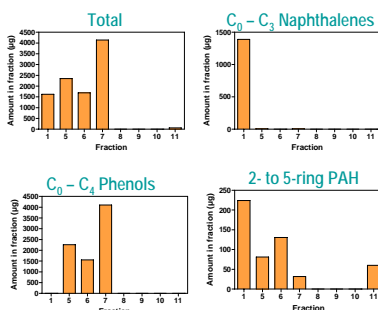 Total
Amount in fraction (µg)
4500
4000
3500
3000
2500
2000
1500
1000
500
0
1 5 6 7 8 9 10 11
Fraction
C0 – C3 Naphthalenes
Amount in fraction (µg)
1500
1000
500
0
1 5 6 7 8 9 10 11
Fraction
C0 – C4 Phenols
Amount in fraction (µg)
4500
4000
3500
3000
2500
2000
1500
1000
500
0
1 5 6 7 8 9 10 11
Fraction
2- to 5-ring PAH
Amount in fraction (µg)
250
200
150
100
50
0
1 5 6 7 8 9 10 11
Fraction